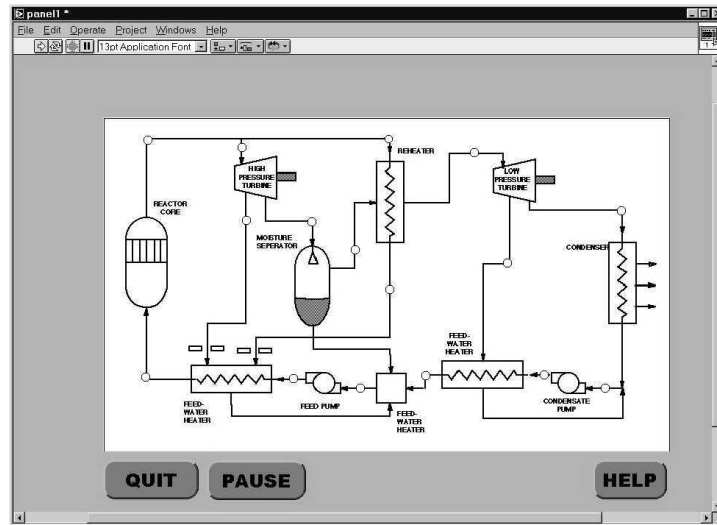 panel1 *
File Edit Operate Project Windows Help
13pt Application Font
REHEATER
HIGH
PRESSURE
TURBINE
LOW
PRESSURE
TURBINE
REACTOR
CORE
MOISTURE
SEPERATOR
CONDENSER
FEED-
WATER
HEATER
FEED-
WATER
HEATER
FEED PUMP
FEED-
WATER
HEATER
CONDENSATE
PUMP
QUIT PAUSE HELP